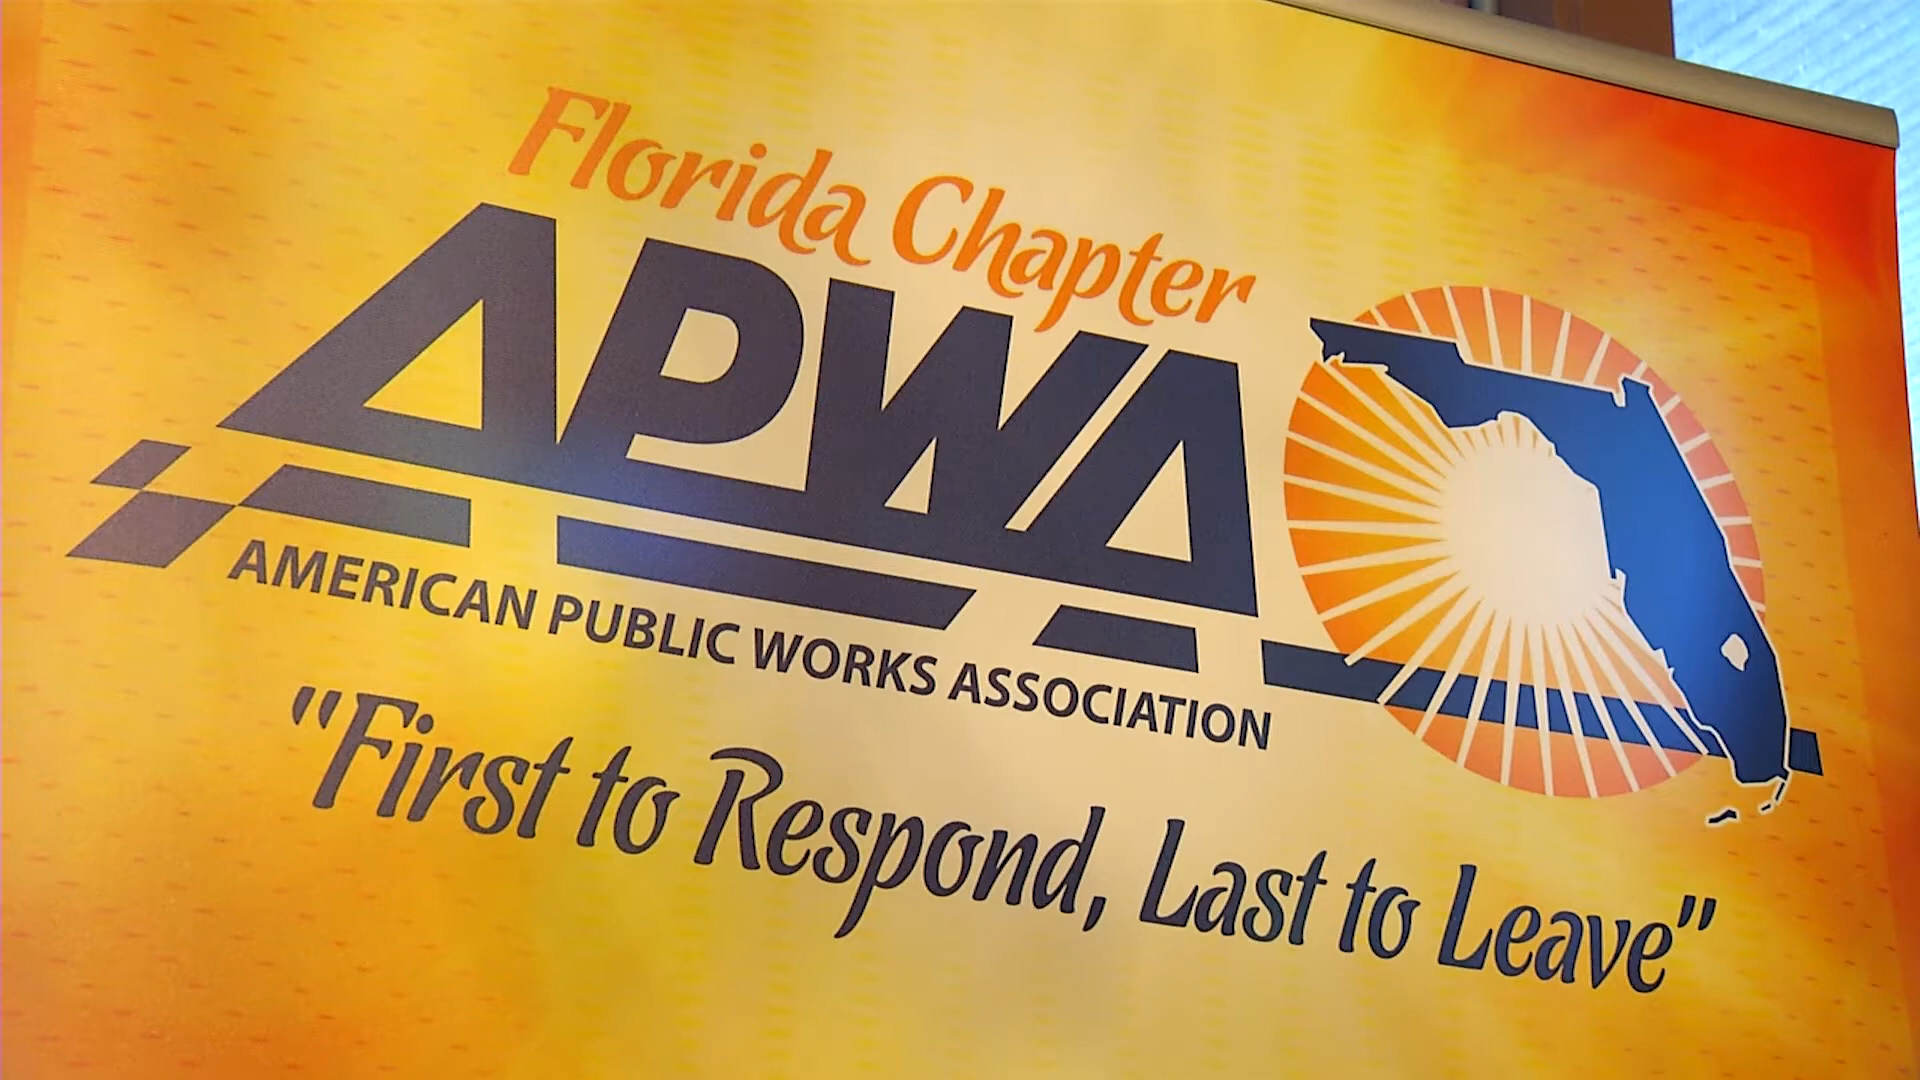 Florida Chapter
APWA
AMERICAN PUBLIC WORKS ASSOCIATION
"First to Respond, Last to Leave"